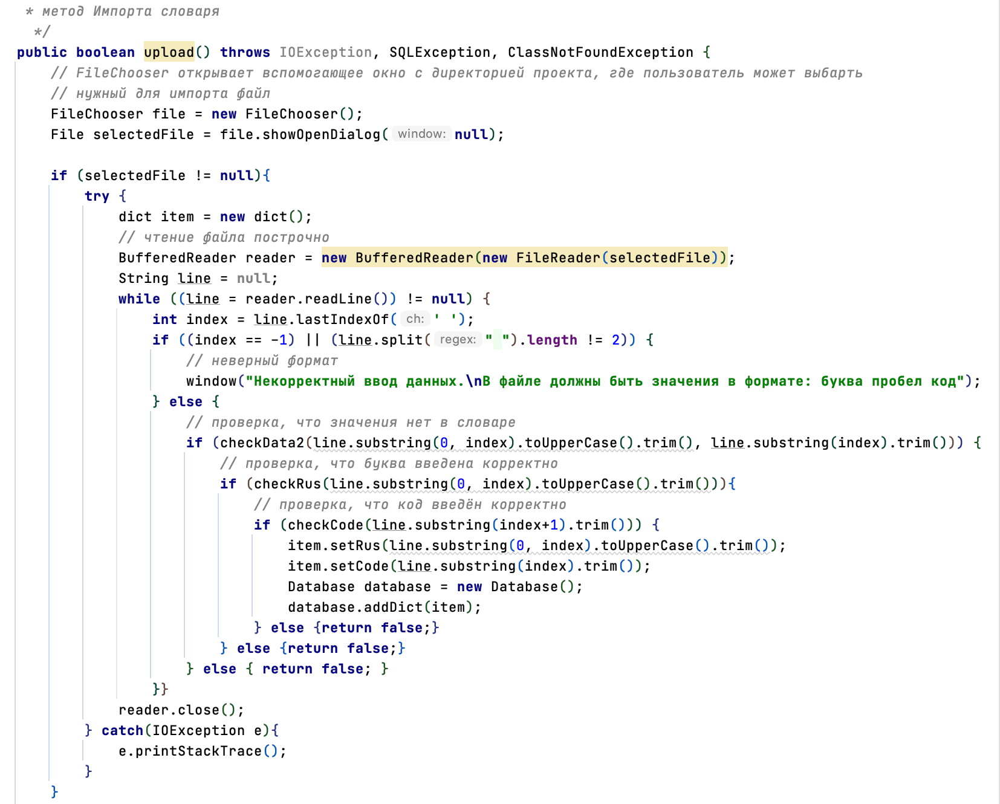 * метод Импорта словаря
*/
public boolean upload() throws IOException, SQLException, ClassNotFoundException {
// FileChooser открывает вспомогающее окно с директорией проекта, где пользователь может выбарть
// нужный для импорта файл
FileChooser file = new FileChooser();
File selectedFile = file.showOpenDialog( window: null);
if (selectedFile != null){
try {
dict item = new dict();
// чтение файла построчно
BufferedReader reader = new BufferedReader(new FileReader(selectedFile));
String line = null;
while ((line = reader.readLine()) != null) {
int index = line.lastIndexOf( ch: ' ');
if ((index == -1) || (line.split( regex: " ").length != 2)) {
// неверный формат
window("Некорректный ввод данных.\nВ файле должны быть значения в формате: буква пробел код");
} else {
// проверка, что значения нет в словаре
if (checkData2(line.substring(0, index).toUpperCase().trim(), line.substring(index).trim())) {
// проверка, что буква введена корректно
if (checkRus(line.substring(0, index).toUpperCase().trim())){
// проверка, что код введён корректно
if (checkCode(line.substring(index+1).trim())) {
item.setRus(line.substring(0, index).toUpperCase().trim());
item.setCode(line.substring(index).trim());
Database database = new Database();
database.addDict(item);
} else {return false;}
} else {return false;}
} else { return false; }
}}
reader.close();
} catch(IOException e){
e.printStackTrace();
}
}